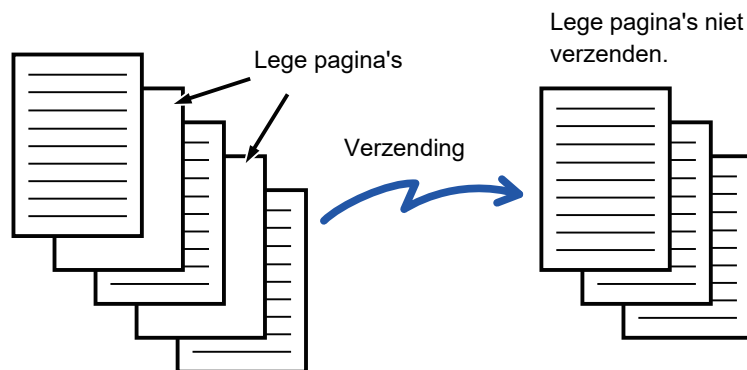 Lege pagina's niet
verzenden.
Lege pagina's
Verzending